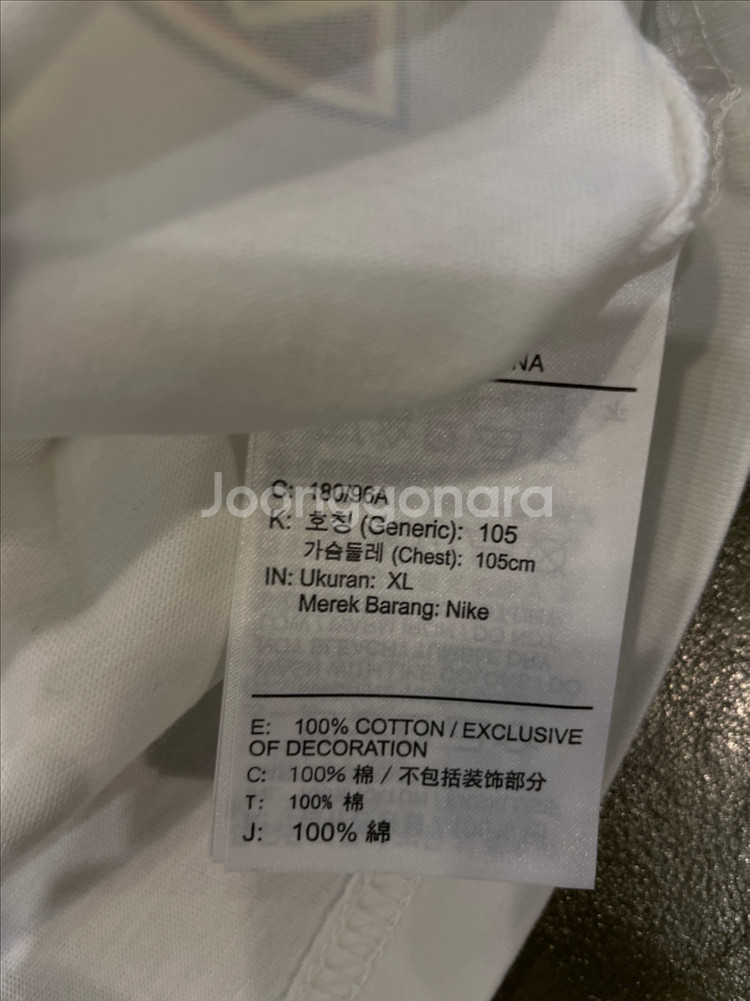 NA
C: 180/96A
Joonggonara
K: 호칭 (Generic): 105
가슴둘레 (Chest): 105cm
IN: Ukuran: XL
Merek Barang: Nike
E: 100% COTTON / EXCLUSIVE
OF DECORATION
C: 100% 棉 / 不包括装饰部分
T: 100% 棉
J: 100% 綿